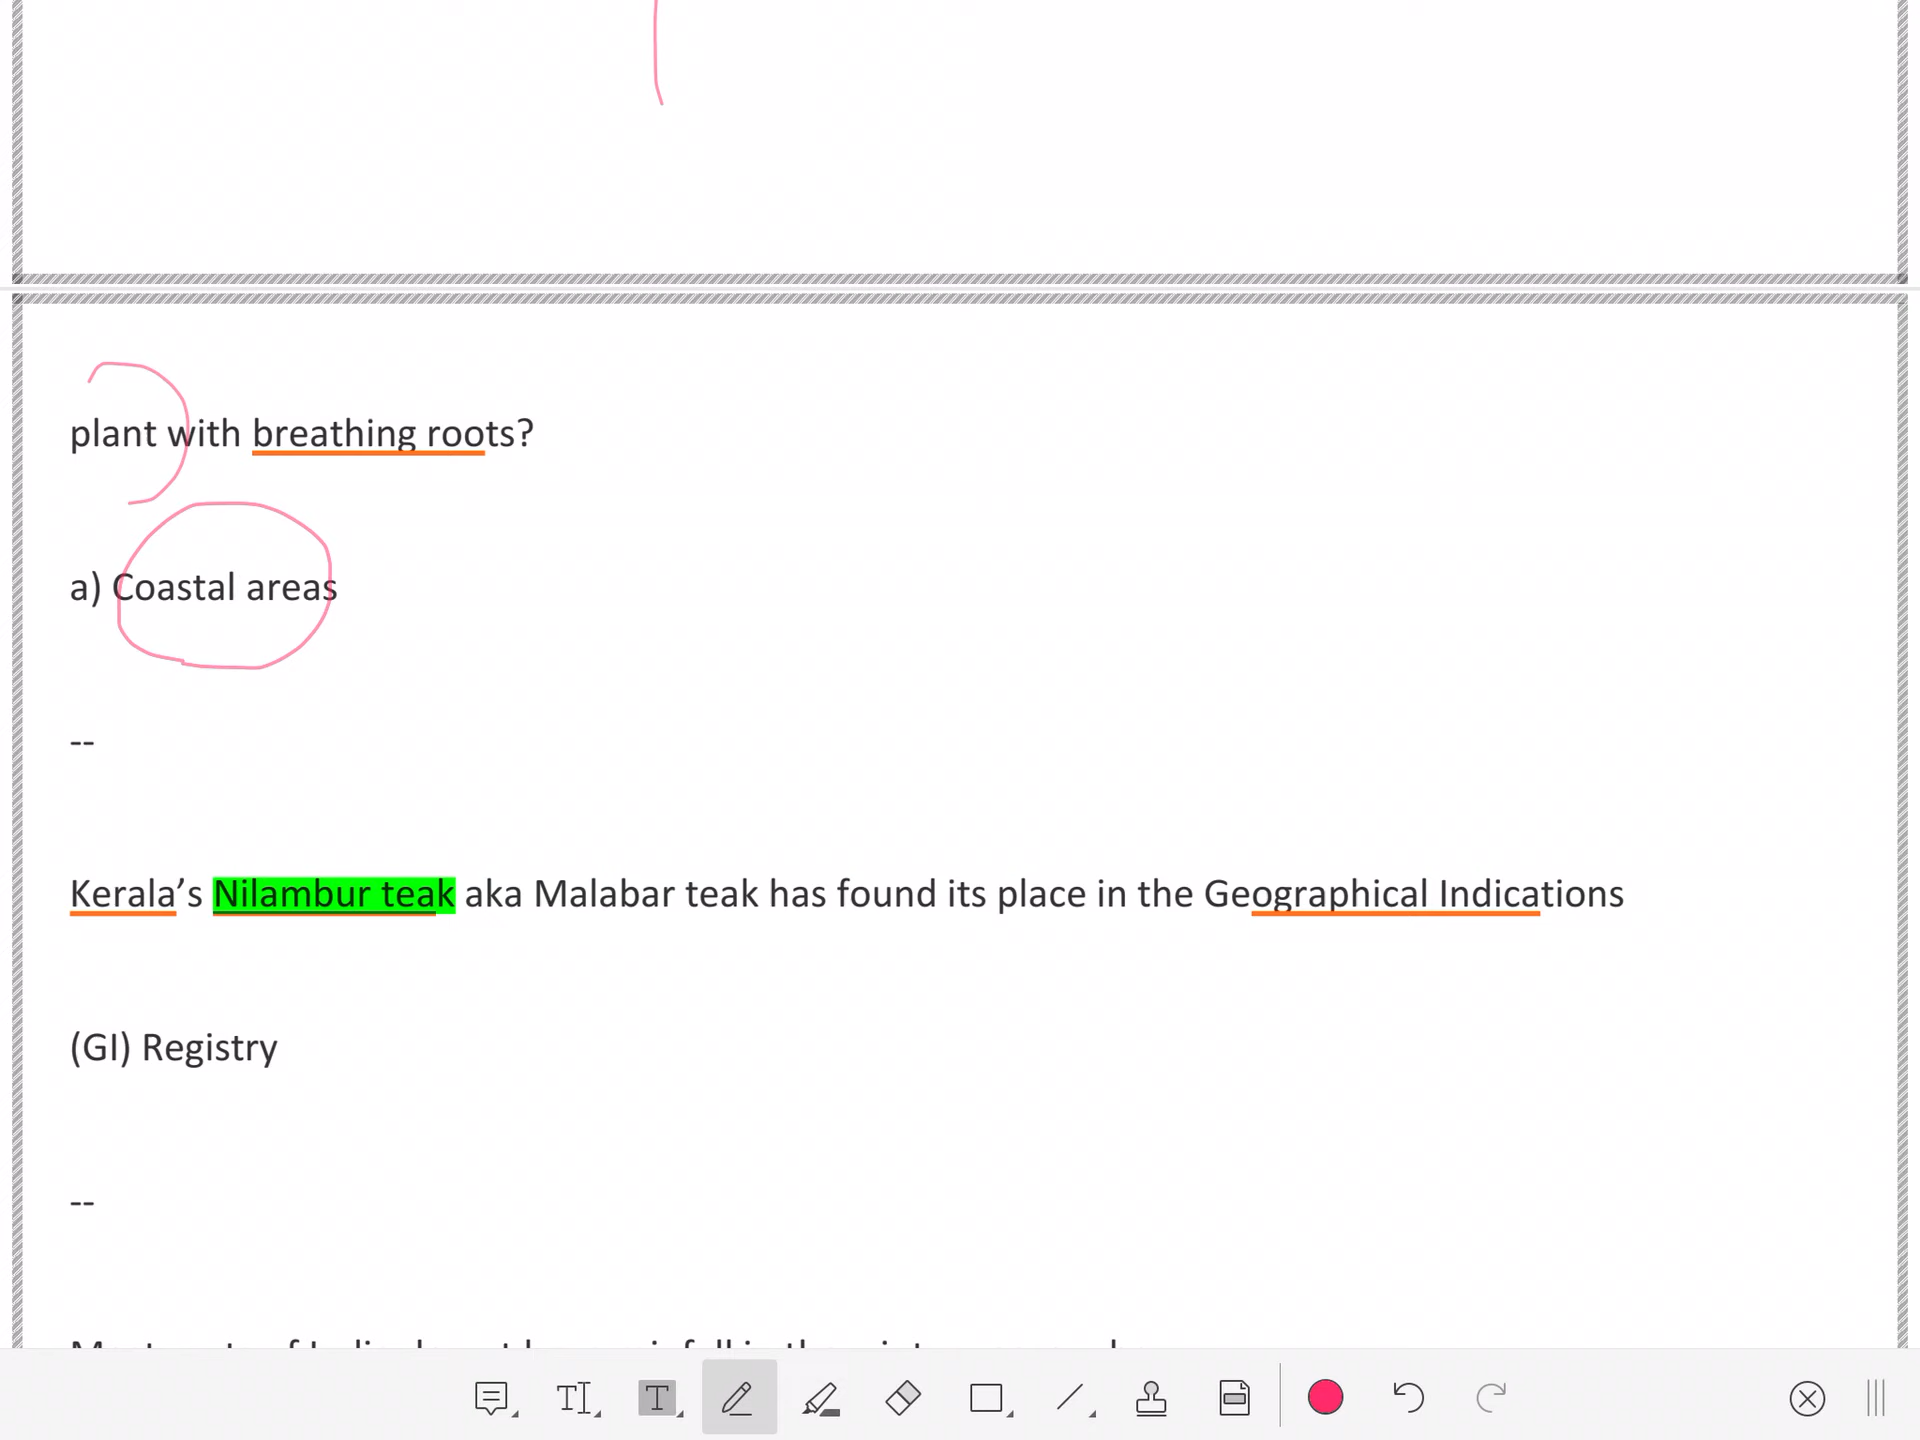 plant with breathing roots?
a) Coastal areas
--
Kerala’s Nilambur teak aka Malabar teak has found its place in the Geographical Indications
(GI) Registry
--